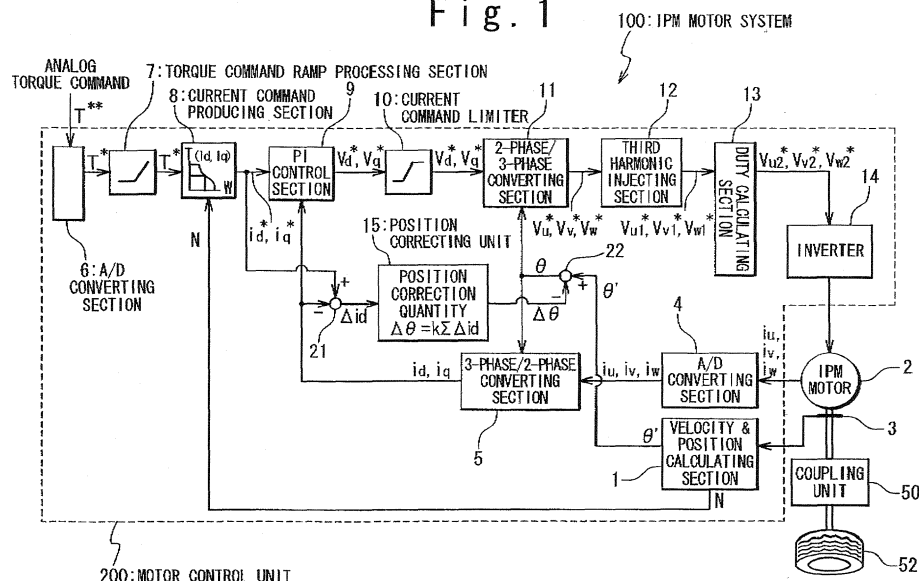 Fig. 1
100: IPM MOTOR SYSTEM
ANALOG
TORQUE COMMAND
T**
7: TORQUE COMMAND RAMP PROCESSING SECTION
8: CURRENT COMMAND
PRODUCING SECTION
9
10: CURRENT
COMMAND
LIMITER
11
12
13
T*
T*
T(Id, Iq)
W
PI
CONTROL
SECTION
Vd*, Vq*
Vd*, Vq*
2-PHASE/
3-PHASE
CONVERTING
SECTION
THIRD
HARMONIC
INJECTING
SECTION
DUTY CALCULATING
SECTION
Vu2*, Vv2*, Vw2*
14
INVERTER
id*, iq*
Vu*, Vv*, Vw*
Vu1*, Vv1*, Vw1*
N
6: A/D
CONVERTING
SECTION
15: POSITION
CORRECTING UNIT
POSITION
CORRECTION
QUANTITY
Δθ=kΣΔid
+
−
21
Δid
θ
22
+
−
Δθ
θ'
4
iu,
iv,
iw
id, iq
3-PHASE/2-PHASE
CONVERTING
SECTION
5
iu, iv, iw
A/D
CONVERTING
SECTION
IPM
MOTOR
2
3
θ'
VELOCITY &
POSITION
CALCULATING
SECTION
1
N
COUPLING
UNIT
50
52
200: MOTOR CONTROL UNIT